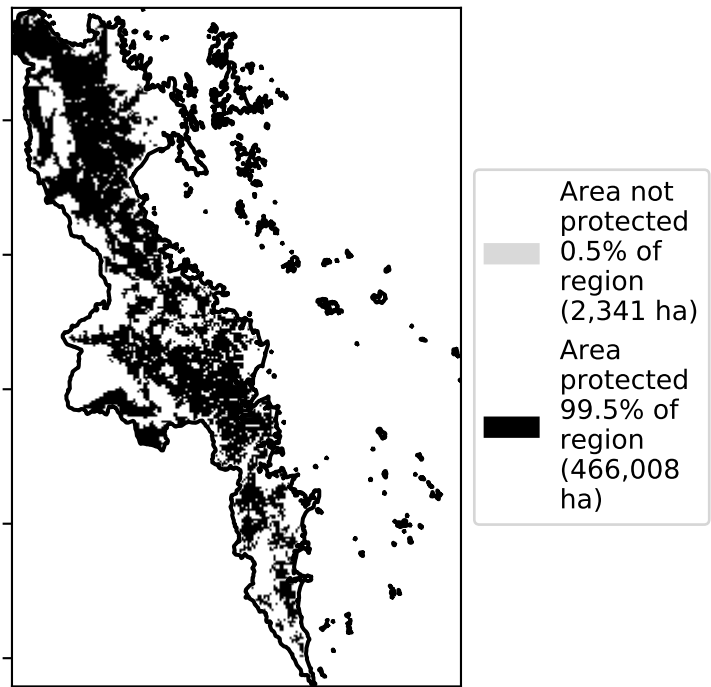 Area not
protected
0.5% of
region
(2,341 ha)
Area
protected
99.5% of
region
(466,008
ha)